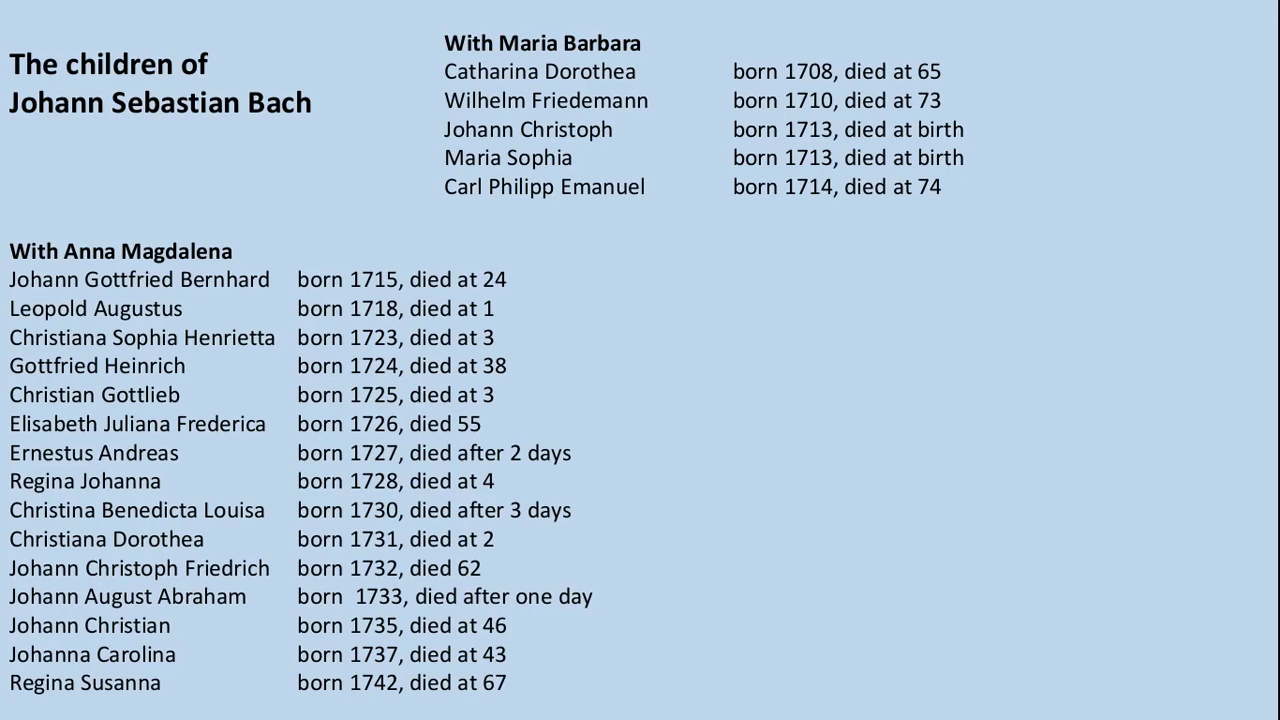 The children of
Johann Sebastian Bach
With Maria Barbara
Catharina Dorothea born 1708, died at 65
Wilhelm Friedemann born 1710, died at 73
Johann Christoph born 1713, died at birth
Maria Sophia born 1713, died at birth
Carl Philipp Emanuel born 1714, died at 74
With Anna Magdalena
Johann Gottfried Bernhard born 1715, died at 24
Leopold Augustus born 1718, died at 1
Christiana Sophia Henrietta born 1723, died at 3
Gottfried Heinrich born 1724, died at 38
Christian Gottlieb born 1725, died at 3
Elisabeth Juliana Frederica born 1726, died 55
Ernestus Andreas born 1727, died after 2 days
Regina Johanna born 1728, died at 4
Christina Benedicta Louisa born 1730, died after 3 days
Christiana Dorothea born 1731, died at 2
Johann Christoph Friedrich born 1732, died 62
Johann August Abraham born  1733, died after one day
Johann Christian born 1735, died at 46
Johanna Carolina born 1737, died at 43
Regina Susanna born 1742, died at 67